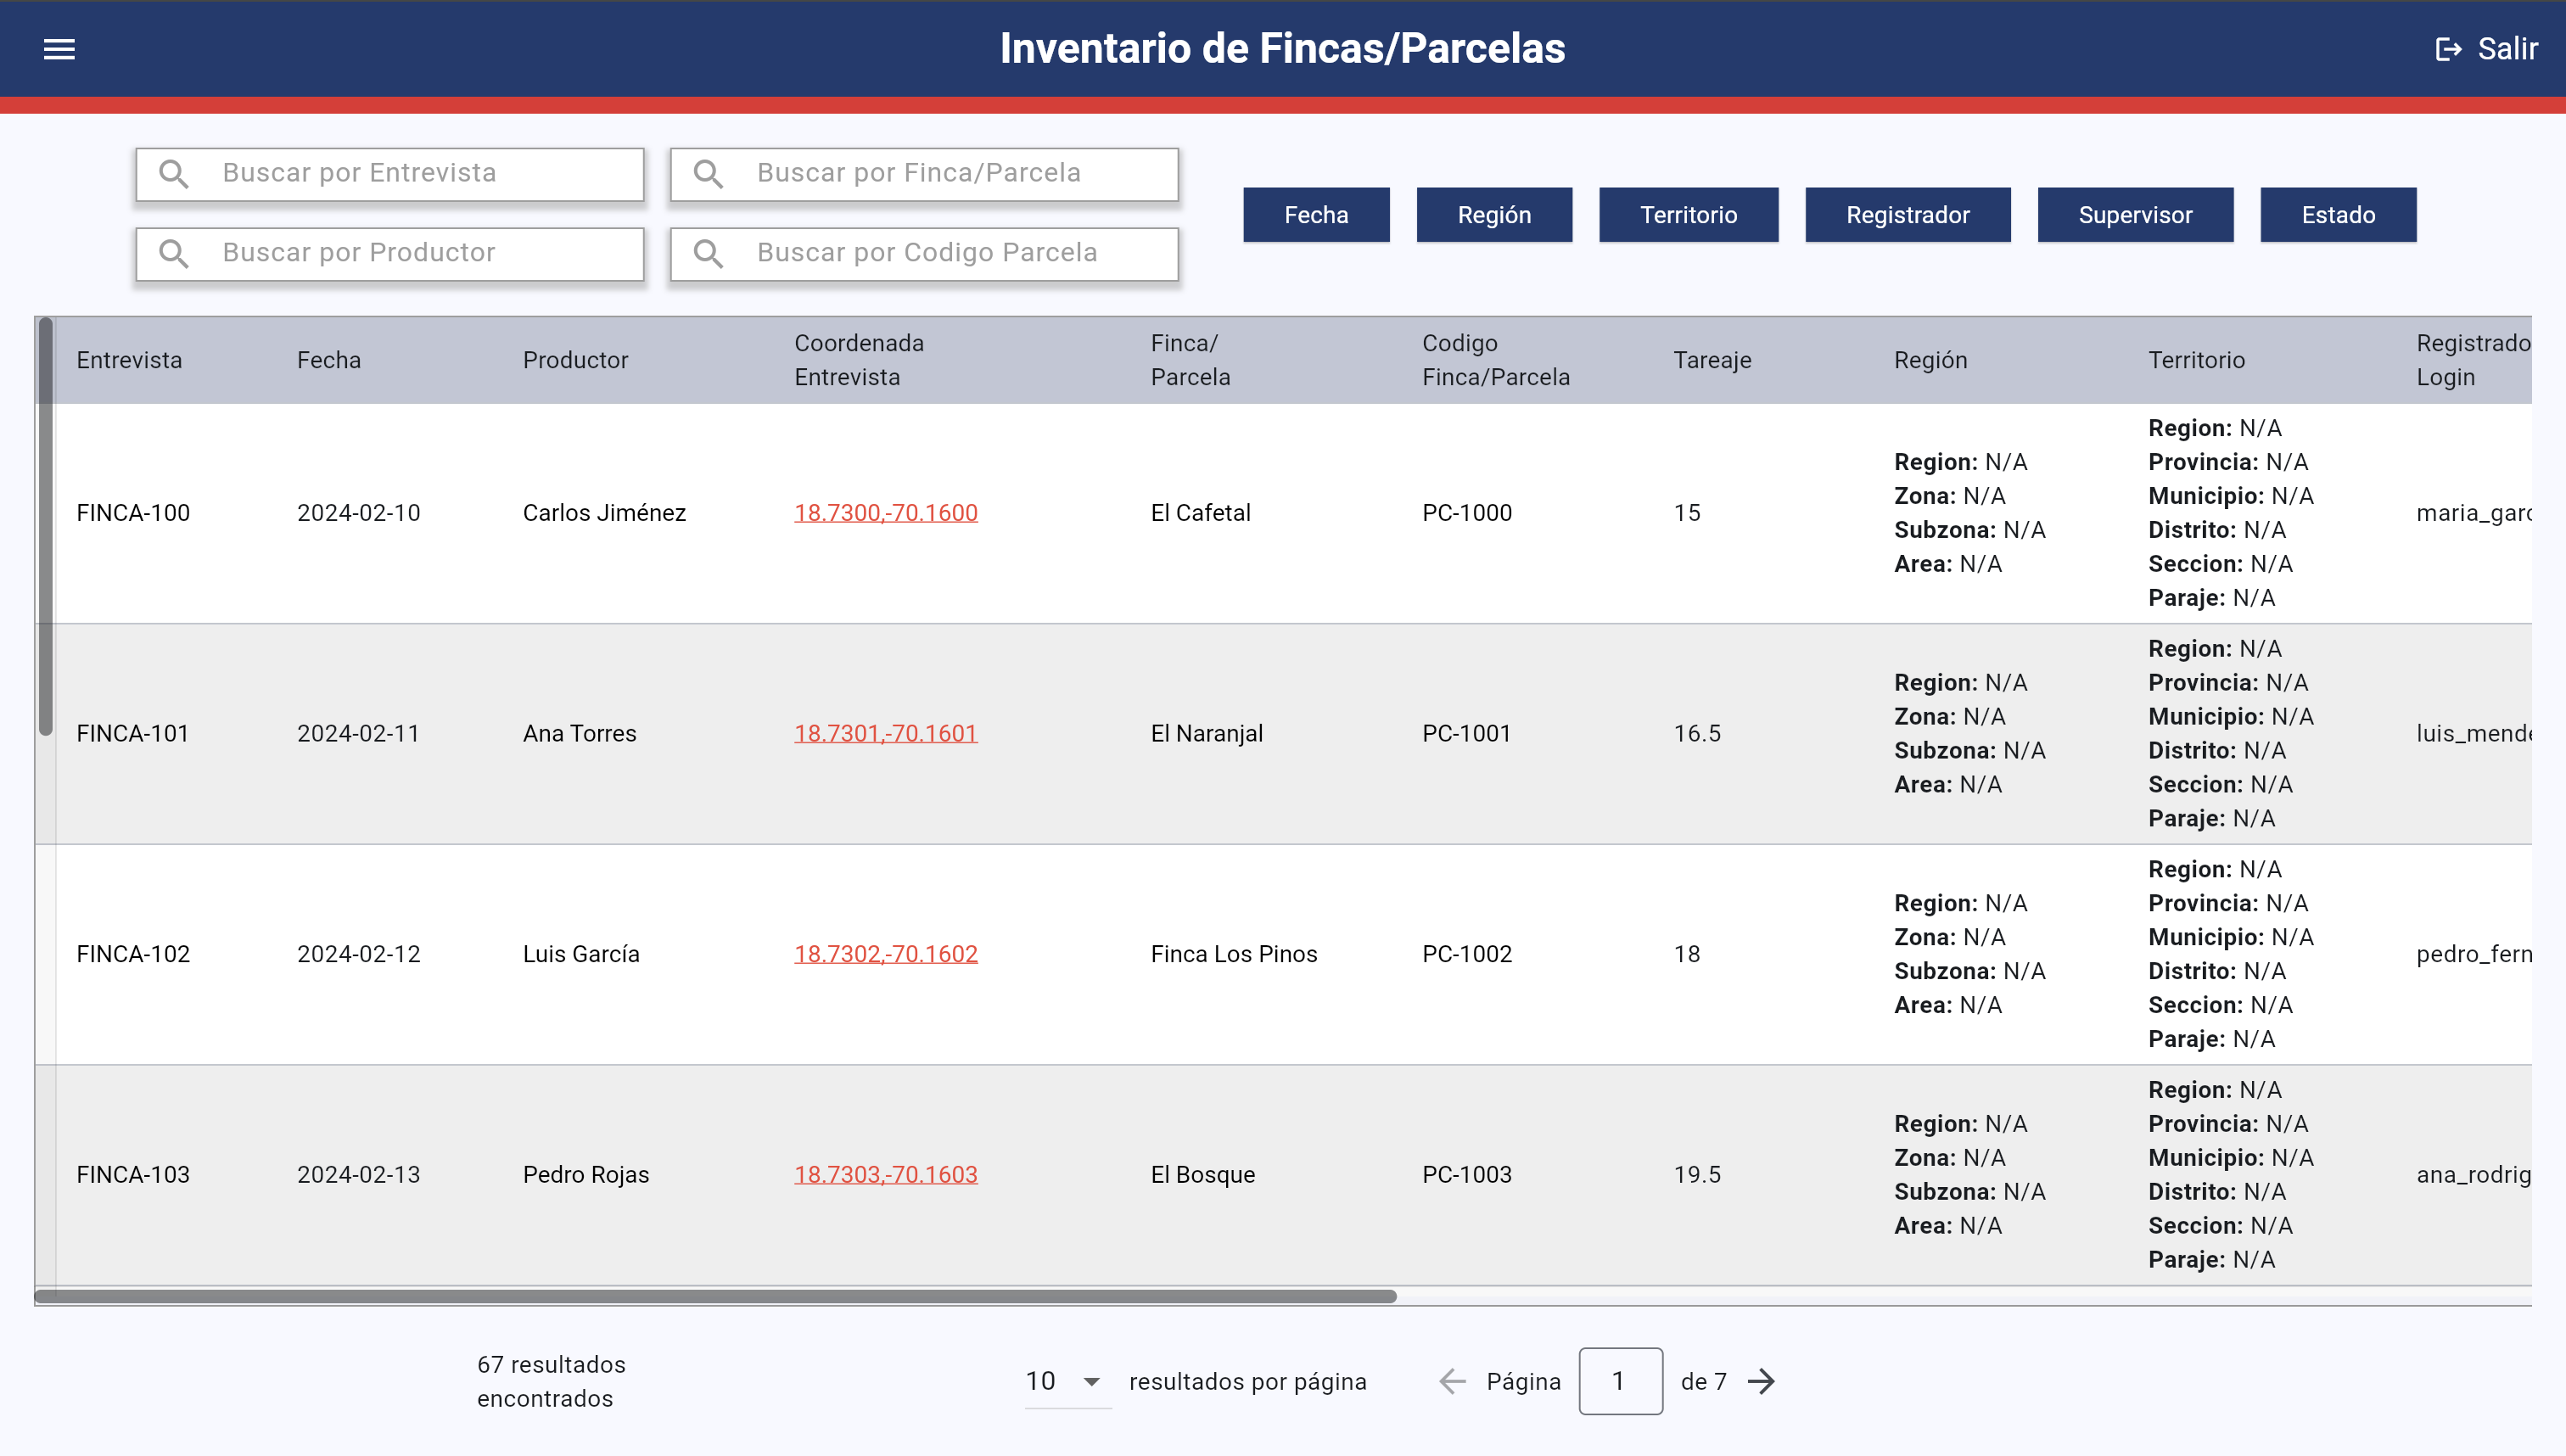 Inventario de Fincas/Parcelas
Salir
Buscar por Entrevista
Buscar por Finca/Parcela
Buscar por Productor
Buscar por Codigo Parcela
Fecha
Región
Territorio
Registrador
Supervisor
Estado
Entrevista
Fecha
Productor
Coordenada
Entrevista
Finca/
Parcela
Codigo
Finca/Parcela
Tareaje
Región
Territorio
Registrado
Login
FINCA-100
2024-02-10
Carlos Jiménez
18.7300,-70.1600
El Cafetal
PC-1000
15
Region: N/A
Zona: N/A
Subzona: N/A
Area: N/A
Region: N/A
Provincia: N/A
Municipio: N/A
Distrito: N/A
Seccion: N/A
Paraje: N/A
maria_garc
FINCA-101
2024-02-11
Ana Torres
18.7301,-70.1601
El Naranjal
PC-1001
16.5
Region: N/A
Zona: N/A
Subzona: N/A
Area: N/A
Region: N/A
Provincia: N/A
Municipio: N/A
Distrito: N/A
Seccion: N/A
Paraje: N/A
luis_mende
FINCA-102
2024-02-12
Luis García
18.7302,-70.1602
Finca Los Pinos
PC-1002
18
Region: N/A
Zona: N/A
Subzona: N/A
Area: N/A
Region: N/A
Provincia: N/A
Municipio: N/A
Distrito: N/A
Seccion: N/A
Paraje: N/A
pedro_fern
FINCA-103
2024-02-13
Pedro Rojas
18.7303,-70.1603
El Bosque
PC-1003
19.5
Region: N/A
Zona: N/A
Subzona: N/A
Area: N/A
Region: N/A
Provincia: N/A
Municipio: N/A
Distrito: N/A
Seccion: N/A
Paraje: N/A
ana_rodrig
67 resultados
encontrados
10
resultados por página
Página
1
de 7